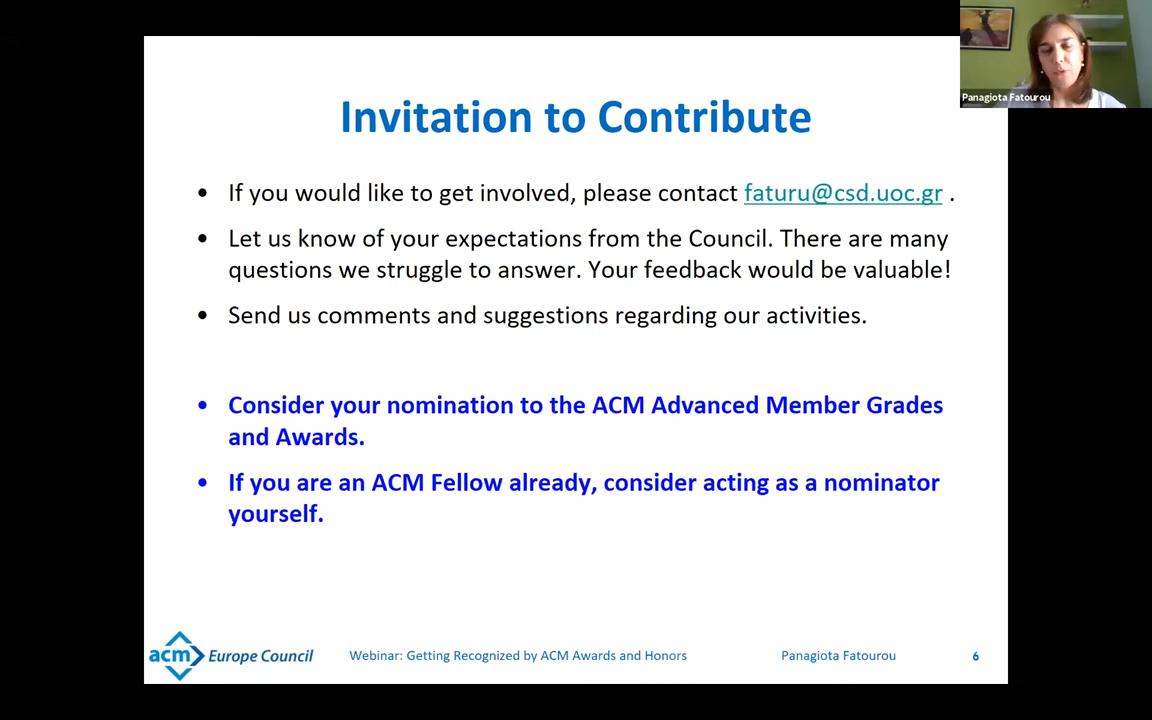 Panagiota Fatourou
Invitation to Contribute
• If you would like to get involved, please contact faturu@csd.uoc.gr .
• Let us know of your expectations from the Council. There are many
questions we struggle to answer. Your feedback would be valuable!
• Send us comments and suggestions regarding our activities.
• Consider your nomination to the ACM Advanced Member Grades
and Awards.
• If you are an ACM Fellow already, consider acting as a nominator
yourself.
acm Europe Council Webinar: Getting Recognized by ACM Awards and Honors Panagiota Fatourou 6